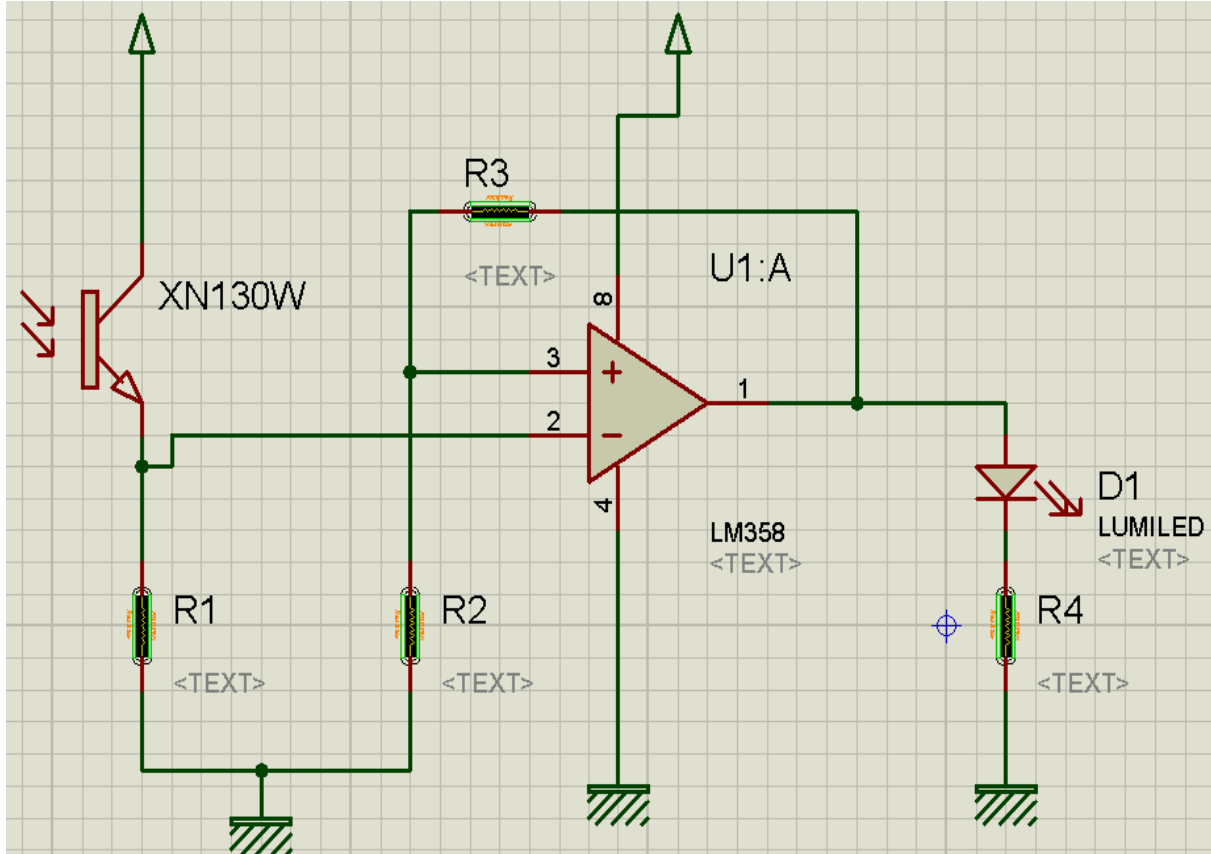 R3
<TEXT>
U1:A
XN130W
8
3
+
1
2
−
4
D1
LUMILED
<TEXT>
LM358
<TEXT>
R1
<TEXT>
R2
<TEXT>
R4
<TEXT>